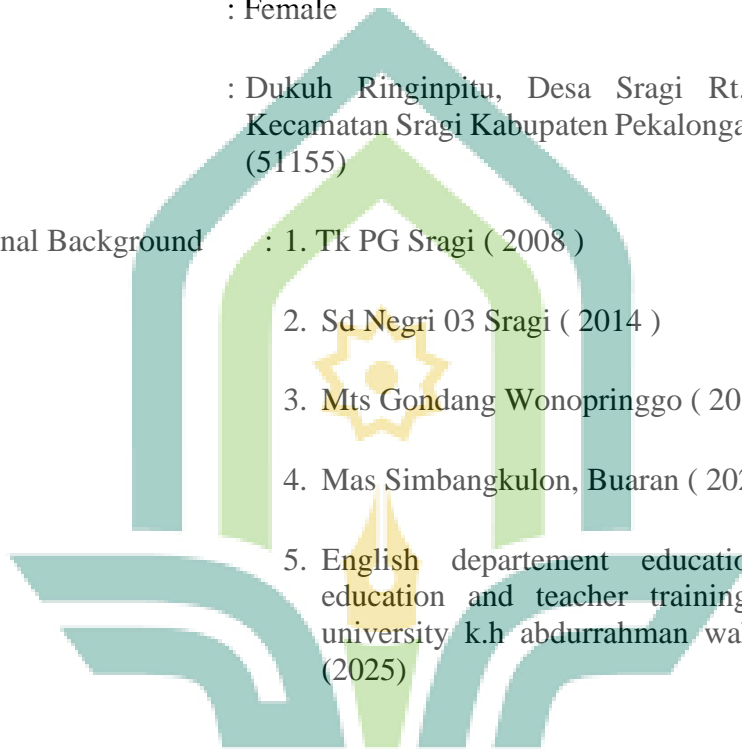 : Female
: Dukuh Ringinpitu, Desa Sragi Rt.
Kecamatan Sragi Kabupaten
(51155)
Background : 1. Tk PG Sragi ( 2008 )
2. Sd Negri 03 Sragi ( 2014 )
3. Mts Gondang Wonopringgo (
4. Mas Simbangkulon, Buaran (
5. English departement
education and teacher training
university k.h abdurrahman
(2025)